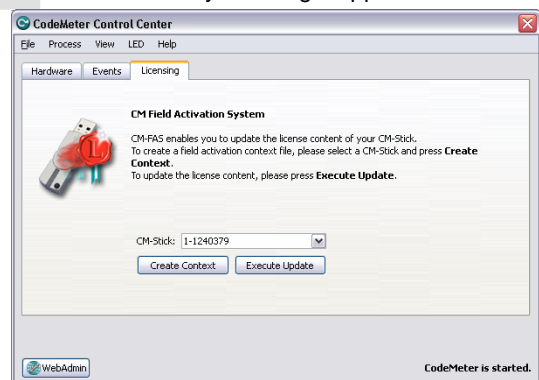 CodeMeter Control Center
File Process View LED Help
Hardware Events Licensing
CM Field Activation System
CM-FAS enables you to update the license content of your CM-Stick.
To create a field activation context file, please select a CM-Stick and press Create
Context.
To update the license content, please press Execute Update.
CM-Stick: 1-1240379
Create Context Execute Update
WebAdmin CodeMeter is started.